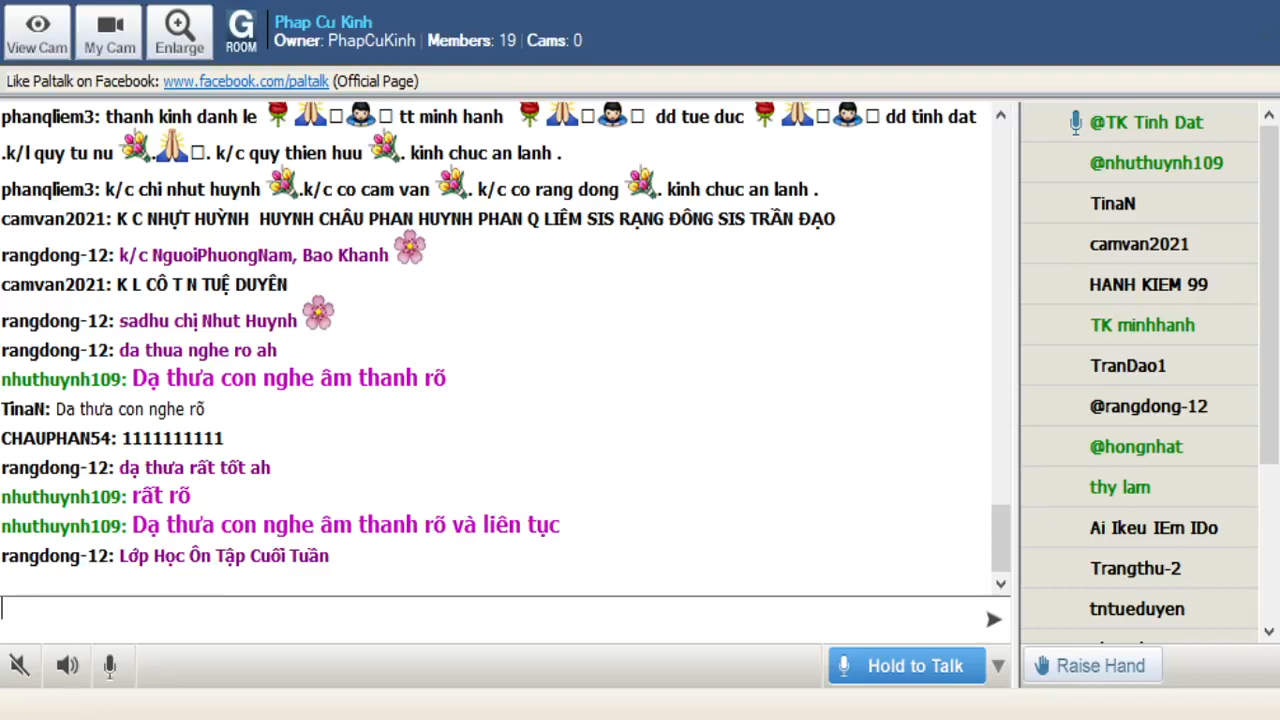 View Cam
My Cam
Enlarge
G
ROOM
Phap Cu Kinh
Owner: PhapCuKinh | Members: 19 | Cams: 0
Like Paltalk on Facebook: www.facebook.com/paltalk (Official Page)
phanqliem3: thanh kinh danh le tt minh hanh dd tue duc dd tinh dat
.k/l quy tu nu . . k/c quy thien huu . kinh chuc an lanh .
phanqliem3: k/c chi nhut huynh .k/c co cam van . k/c co rang dong . kinh chuc an lanh .
camvan2021: K C NHỰT HUỲNH HUYNH CHÂU PHAN HUYNH PHAN Q LIÊM SIS RẠNG ĐÔNG SIS TRẦN ĐẠO
rangdong-12: k/c NguoiPhuongNam, Bao Khanh
camvan2021: K L CÔ T N TUỆ DUYÊN
rangdong-12: sadhu chị Nhut Huynh
rangdong-12: da thua nghe ro ah
nhuthuynh109: Dạ thưa con nghe âm thanh rõ
TinaN: Da thưa con nghe rõ
CHAUPHAN54: 1111111111
rangdong-12: dạ thưa rất tốt ah
nhuthuynh109: rất rõ
nhuthuynh109: Dạ thưa con nghe âm thanh rõ và liên tục
rangdong-12: Lớp Học Ôn Tập Cuối Tuần
Hold to Talk
@TK Tinh Dat
@nhuthuynh109
TinaN
camvan2021
HANH KIEM 99
TK minhhanh
TranDao1
@rangdong-12
@hongnhat
thy lam
Ai Ikeu IEm IDo
Trangthu-2
tntueduyen
Raise Hand